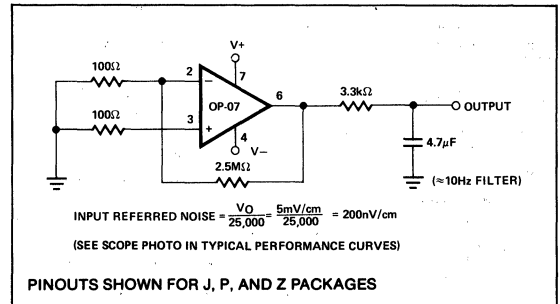 V+
100Ω
2
7
−
OP-07
6
3.3kΩ
OUTPUT
100Ω
3
+
4
V−
4.7μF
2.5MΩ
(≈10Hz FILTER)
INPUT REFERRED NOISE = VO/25,000 = 5mV/cm/25,000 = 200nV/cm
(SEE SCOPE PHOTO IN TYPICAL PERFORMANCE CURVES)
PINOUTS SHOWN FOR J, P, AND Z PACKAGES